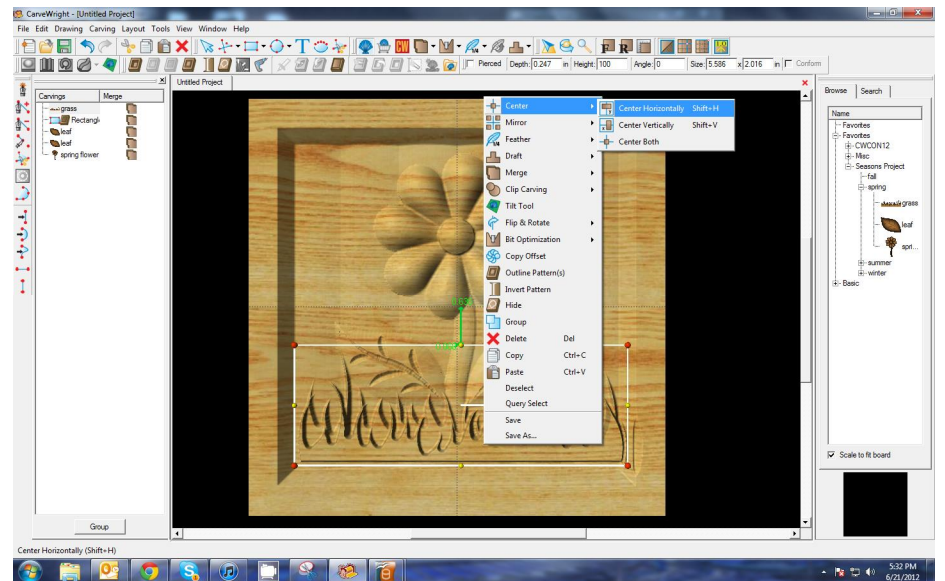 CarveWright - [Untitled Project]
File Edit Drawing Carving Layout Tools View Window Help
CW
Pierced Depth: 0.247 in Height: 100 Angle: 0 Size: 5.586 x 2.016 in Conform
Carvings Merge
grass
Rectangl
leaf
leaf
spring flower
Group
Untitled Project
Center
Mirror
Feather
Draft
Merge
Clip Carving
Tilt Tool
Flip & Rotate
Bit Optimization
Copy Offset
Outline Pattern(s)
Invert Pattern
Hide
Group
Delete Del
Copy Ctrl+C
Paste Ctrl+V
Deselect
Query Select
Save
Save As...
Center Horizontally Shift+H
Center Vertically Shift+V
Center Both
Browse Search
Name
Favorites
Favorites
CWCON12
Misc
Seasons Project
fall
spring
grass
leaf
spri...
summer
winter
Basic
Scale to fit board
Center Horizontally (Shift+H)
5:32 PM
6/21/2012